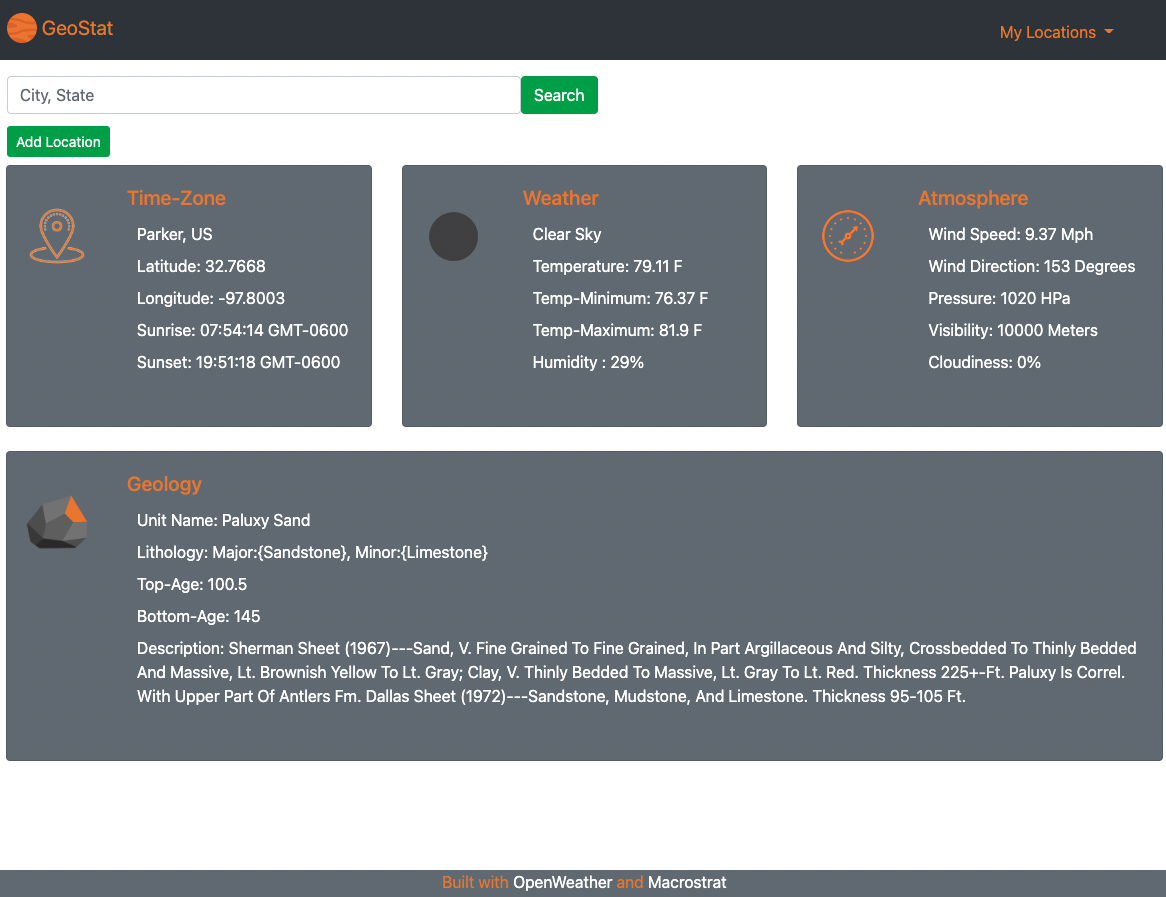 GeoStat
My Locations
City, State
Search
Add Location
Time-Zone
Parker, US
Latitude: 32.7668
Longitude: -97.8003
Sunrise: 07:54:14 GMT-0600
Sunset: 19:51:18 GMT-0600
Weather
Clear Sky
Temperature: 79.11 F
Temp-Minimum: 76.37 F
Temp-Maximum: 81.9 F
Humidity : 29%
Atmosphere
Wind Speed: 9.37 Mph
Wind Direction: 153 Degrees
Pressure: 1020 HPa
Visibility: 10000 Meters
Cloudiness: 0%
Geology
Unit Name: Paluxy Sand
Lithology: Major:{Sandstone}, Minor:{Limestone}
Top-Age: 100.5
Bottom-Age: 145
Description: Sherman Sheet (1967)---Sand, V. Fine Grained To Fine Grained, In Part Argillaceous And Silty, Crossbedded To Thinly Bedded
And Massive, Lt. Brownish Yellow To Lt. Gray; Clay, V. Thinly Bedded To Massive, Lt. Gray To Lt. Red. Thickness 225+-Ft. Paluxy Is Correl.
With Upper Part Of Antlers Fm. Dallas Sheet (1972)---Sandstone, Mudstone, And Limestone. Thickness 95-105 Ft.
Built with OpenWeather and Macrostrat